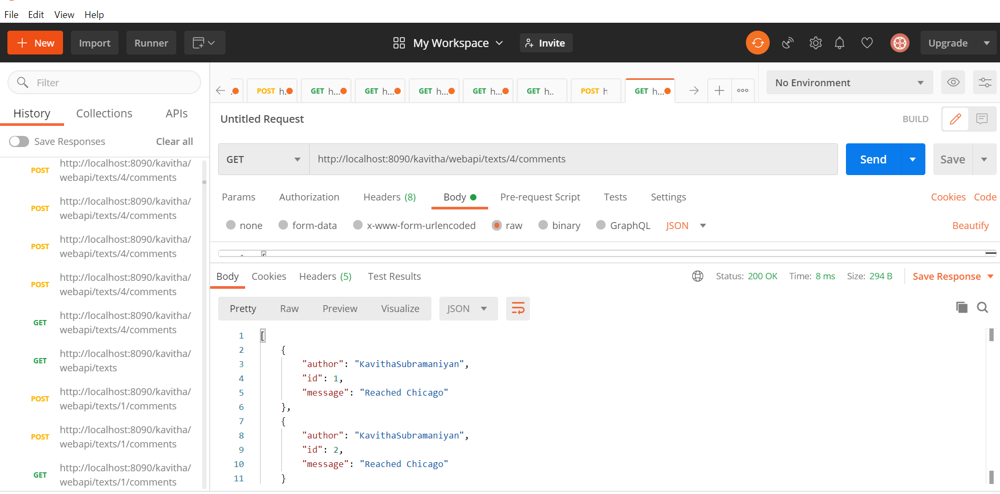 File Edit View Help
New Import Runner My Workspace Invite Upgrade
Filter
POST h. GET h... GET h... GET h... GET h... GET h.. POST h GET h...
No Environment
History Collections APIs
Untitled Request BUILD
Save Responses Clear all
http://localhost:8090/kavitha/
POST
webapi/texts/4/comments
http://localhost:8090/kavitha/
POST
webapi/texts/4/comments
http://localhost:8090/kavitha/
POST
webapi/texts/4/comments
http://localhost:8090/kavitha/
POST
webapi/texts/4/comments
http://localhost:8090/kavitha/
GET
webapi/texts/4/comments
http://localhost:8090/kavitha/
GET
webapi/texts
http://localhost:8090/kavitha/
POST
webapi/texts/1/comments
http://localhost:8090/kavitha/
POST
webapi/texts/1/comments
http://localhost:8090/kavitha/
GET
webapi/texts/1/comments
GET http://localhost:8090/kavitha/webapi/texts/4/comments Send Save
Params Authorization Headers (8) Body Pre-request Script Tests Settings Cookies Code
none form-data x-www-form-urlencoded raw binary GraphQL JSON Beautify
Body Cookies Headers (5) Test Results Status: 200 OK Time: 8 ms Size: 294 B Save Response
Pretty Raw Preview Visualize JSON
1 [
2 {
3 "author": "KavithaSubramaniyan",
4 "id": 1,
5 "message": "Reached Chicago"
6 },
7 {
8 "author": "KavithaSubramaniyan",
9 "id": 2,
10 "message": "Reached Chicago"
11 }